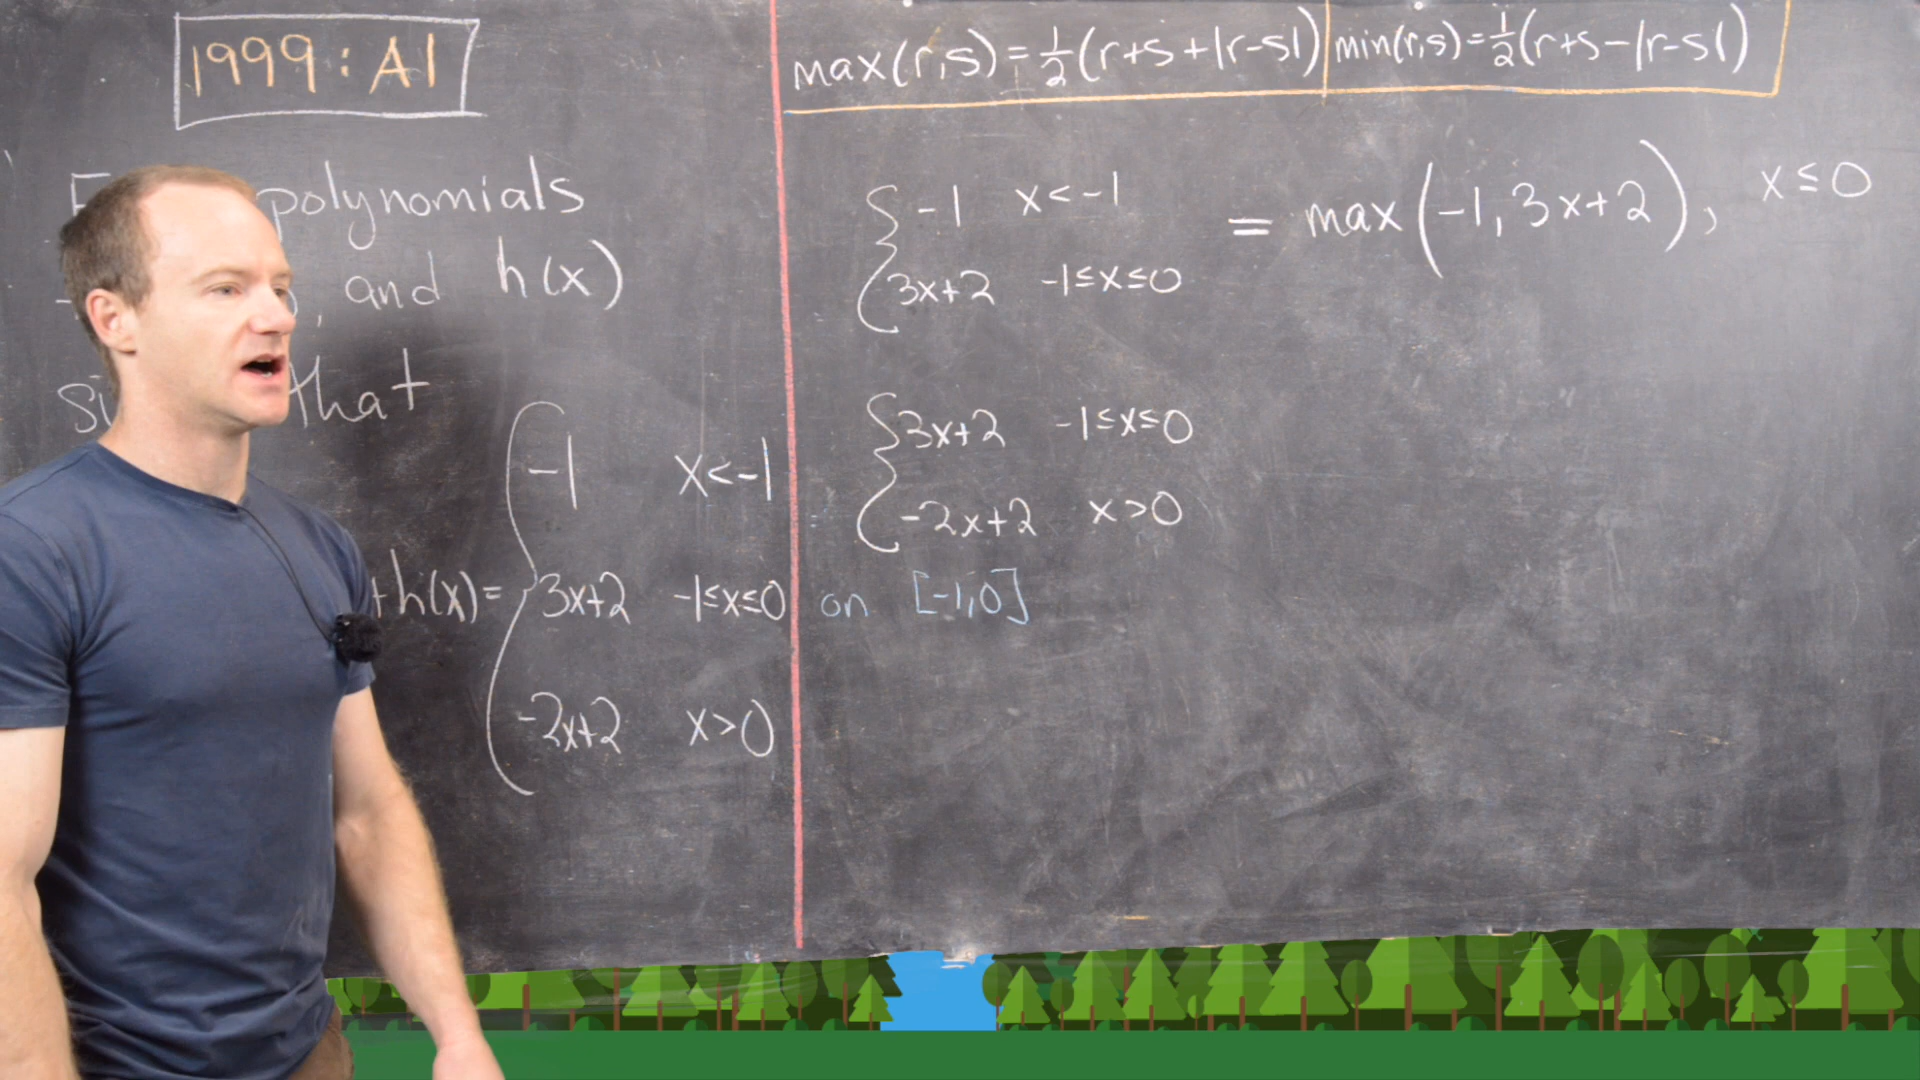 1999: A1
polynomials
, and h(x)
that
+h(x) = { -1 x < -1
3x+2 -1≤x≤0
-2x+2 x>0
max(r,s) = 1/2(r+s+|r-s|) | min(r,s) = 1/2(r+s-|r-s|)
{ -1 x < -1
3x+2 -1≤x≤0
= max(-1, 3x+2), x≤0
{ 3x+2 -1≤x≤0
-2x+2 x>0
on [-1,0]